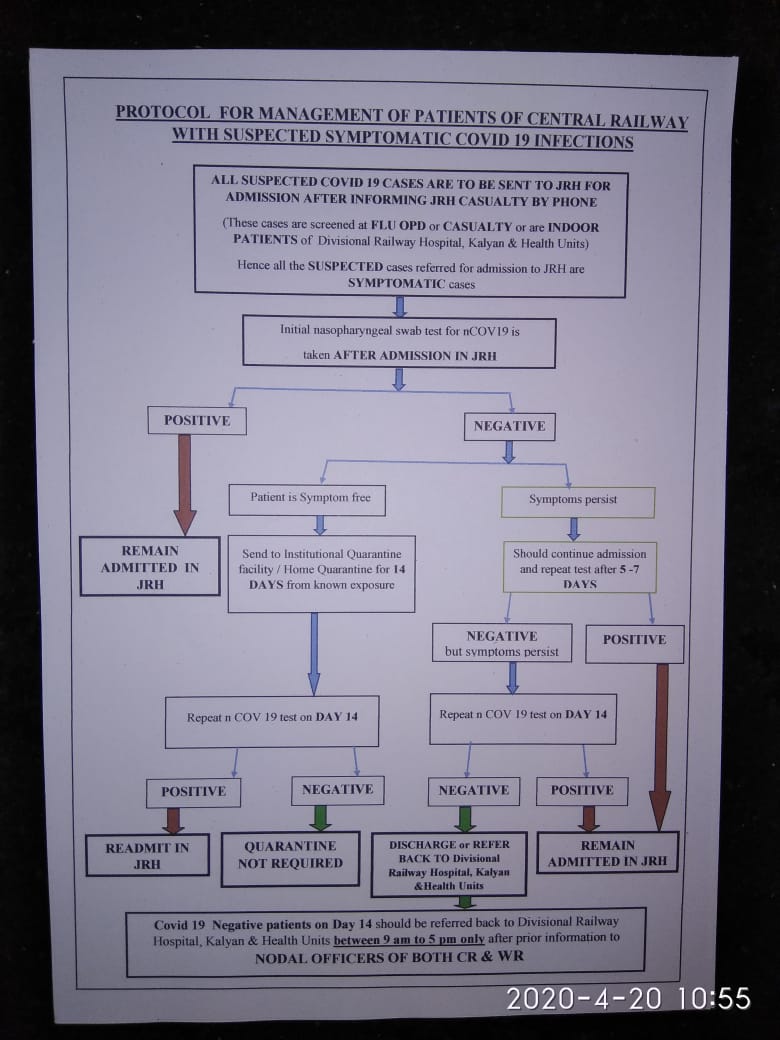 PROTOCOL FOR MANAGEMENT OF PATIENTS OF CENTRAL RAILWAY
WITH SUSPECTED SYMPTOMATIC COVID 19 INFECTIONS
ALL SUSPECTED COVID 19 CASES ARE TO BE SENT TO JRH FOR
ADMISSION AFTER INFORMING JRH CASUALTY BY PHONE
(These cases are screened at FLU OPD or CASUALTY or are INDOOR
PATIENTS of Divisional Railway Hospital, Kalyan & Health Units)
Hence all the SUSPECTED cases referred for admission to JRH are
SYMPTOMATIC cases
Initial nasopharyngeal swab test for nCOV19 is
taken AFTER ADMISSION IN JRH
POSITIVE
NEGATIVE
Patient is Symptom free
Symptoms persist
REMAIN
ADMITTED IN
JRH
Send to Institutional Quarantine
facility / Home Quarantine for 14
DAYS from known exposure
Should continue admission
and repeat test after 5 -7
DAYS
NEGATIVE
but symptoms persist
POSITIVE
Repeat n COV 19 test on DAY 14
Repeat n COV 19 test on DAY 14
POSITIVE
NEGATIVE
NEGATIVE
POSITIVE
READMIT IN
JRH
QUARANTINE
NOT REQUIRED
DISCHARGE or REFER
BACK TO Divisional
Railway Hospital, Kalyan
&Health Units
REMAIN
ADMITTED IN JRH
Covid 19 Negative patients on Day 14 should be referred back to Divisional Railway
Hospital, Kalyan & Health Units between 9 am to 5 pm only after prior information to
NODAL OFFICERS OF BOTH CR & WR
2020-4-20 10:55